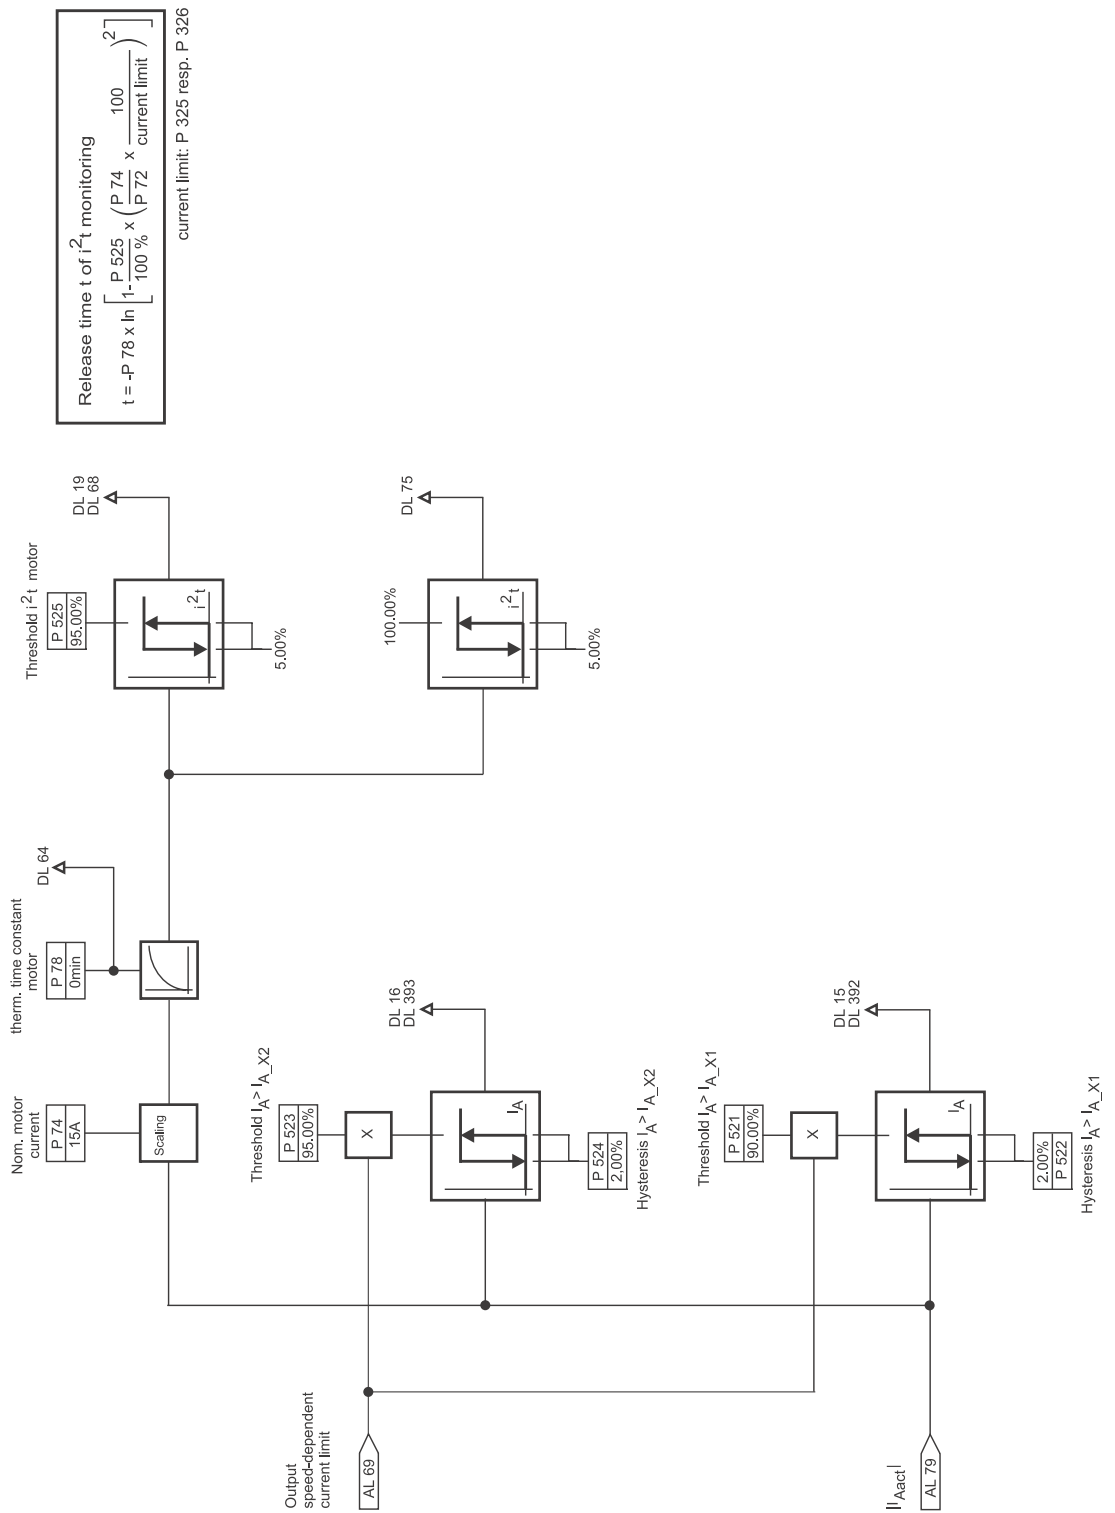 Release time t of i²t monitoring
t = -P 78 x ln [ 1- P 525 / 100 % x ( P 74 / P 72 x 100 / current limit )² ]
current limit: P 325 resp. P 326
Nom. motor
current
P 74
15A
Scaling
therm. time constant
motor
P 78
0min
DL 64
Threshold i²t motor
P 525
95.00%
i²t
5.00%
DL 19
DL 68
100.00%
i²t
5.00%
DL 75
Threshold I_A> I_A_X2
P 523
95.00%
X
I_A
P 524
2,00%
Hysteresis I_A> I_A_X2
DL 16
DL 393
Threshold I_A> I_A_X1
P 521
90.00%
X
I_A
2.00%
P 522
Hysteresis I_A> I_A_X1
DL 15
DL 392
Output
speed-dependent
current limit
AL 69
|I_Aact|
AL 79